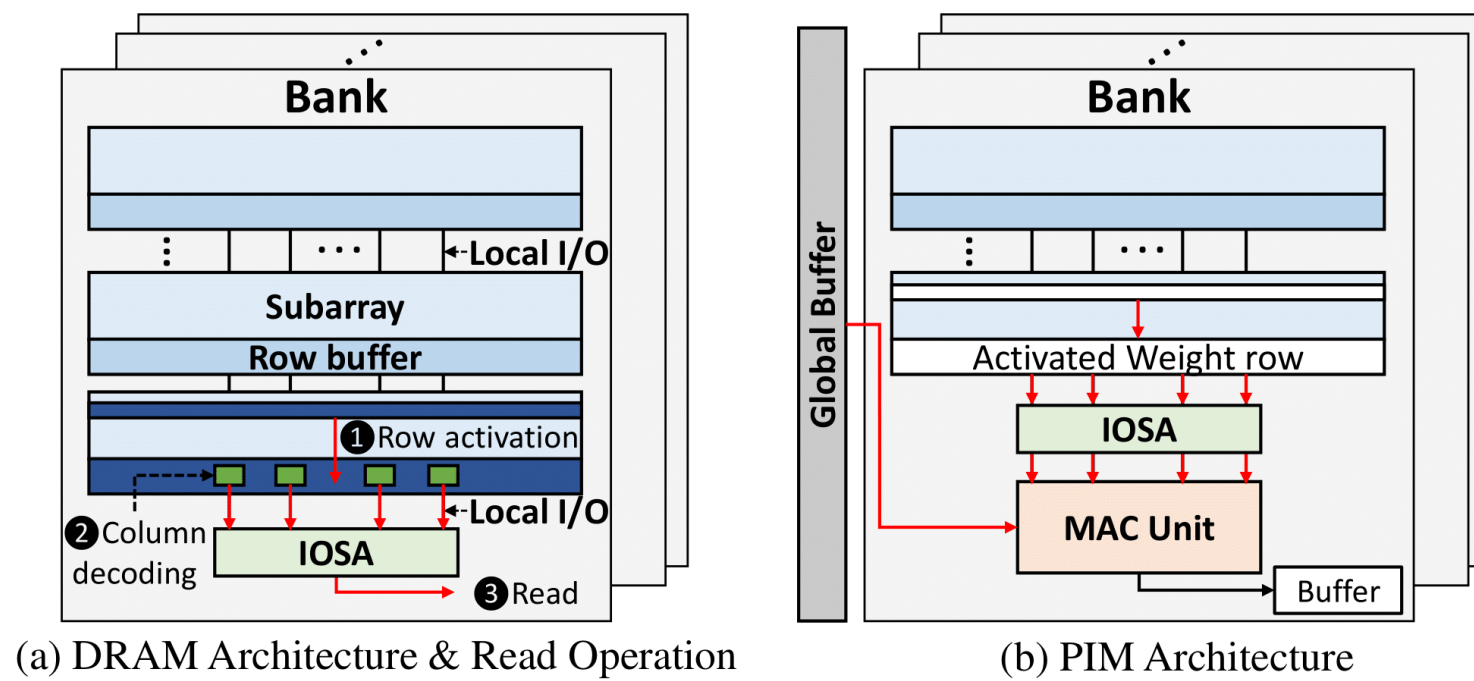 Bank
Local I/O
Subarray
Row buffer
1 Row activation
Local I/O
2 Column
decoding
IOSA
3 Read
(a) DRAM Architecture & Read Operation
Global Buffer
Bank
Activated Weight row
IOSA
MAC Unit
Buffer
(b) PIM Architecture